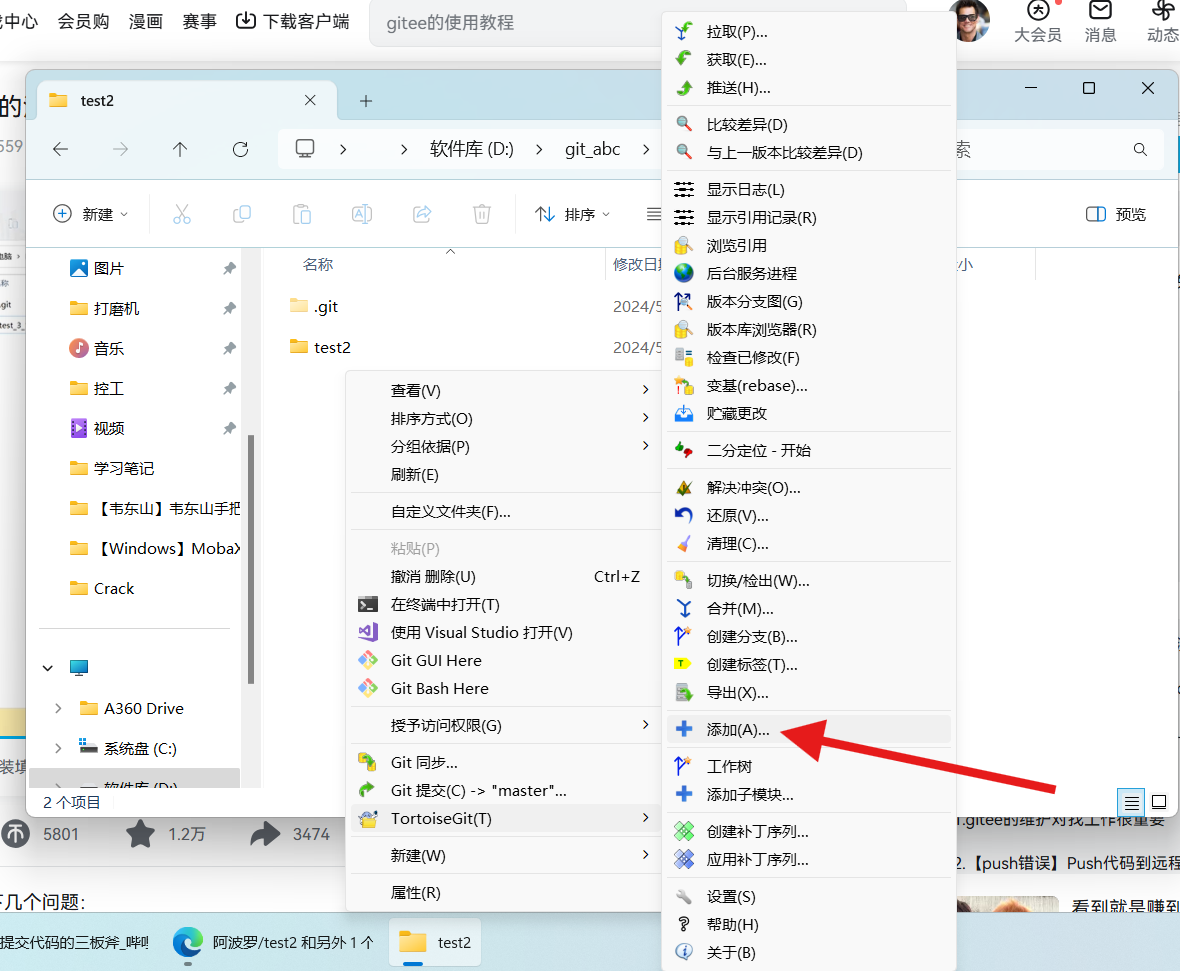 中心 会员购 漫画 赛事 下载客户端
gitee的使用教程
大会员 消息 动态
test2
559
软件库 (D:) git_abc
索
新建 排序 预览
图片
打磨机
音乐
控工
视频
学习笔记
【韦东山】韦东山手把
【Windows】MobaX
Crack
A360 Drive
系统盘 (C:)
软件库 (D:)
2 个项目
名称 修改日期 小
.git 2024/5
test2 2024/5
查看(V)
排序方式(O)
分组依据(P)
刷新(E)
自定义文件夹(F)...
粘贴(P)
撤消 删除(U) Ctrl+Z
在终端中打开(T)
使用 Visual Studio 打开(V)
Git GUI Here
Git Bash Here
授予访问权限(G)
Git 同步...
Git 提交(C) -> "master"...
TortoiseGit(T)
新建(W)
属性(R)
拉取(P)...
获取(E)...
推送(H)...
比较差异(D)
与上一版本比较差异(D)
显示日志(L)
显示引用记录(R)
浏览引用
后台服务进程
版本分支图(G)
版本库浏览器(R)
检查已修改(F)
变基(rebase)...
贮藏更改
二分定位 - 开始
解决冲突(O)...
还原(V)...
清理(C)...
切换/检出(W)...
合并(M)...
创建分支(B)...
创建标签(T)...
导出(X)...
添加(A)...
工作树
添加子模块...
创建补丁序列...
应用补丁序列...
设置(S)
帮助(H)
关于(B)
5801 1.2万 3474
1.gitee的维护对找工作很重要
2.【push错误】Push代码到远程
看到就是赚到
下几个问题:
提交代码的三板斧_哔哩
阿波罗/test2 和另外 1 个
test2